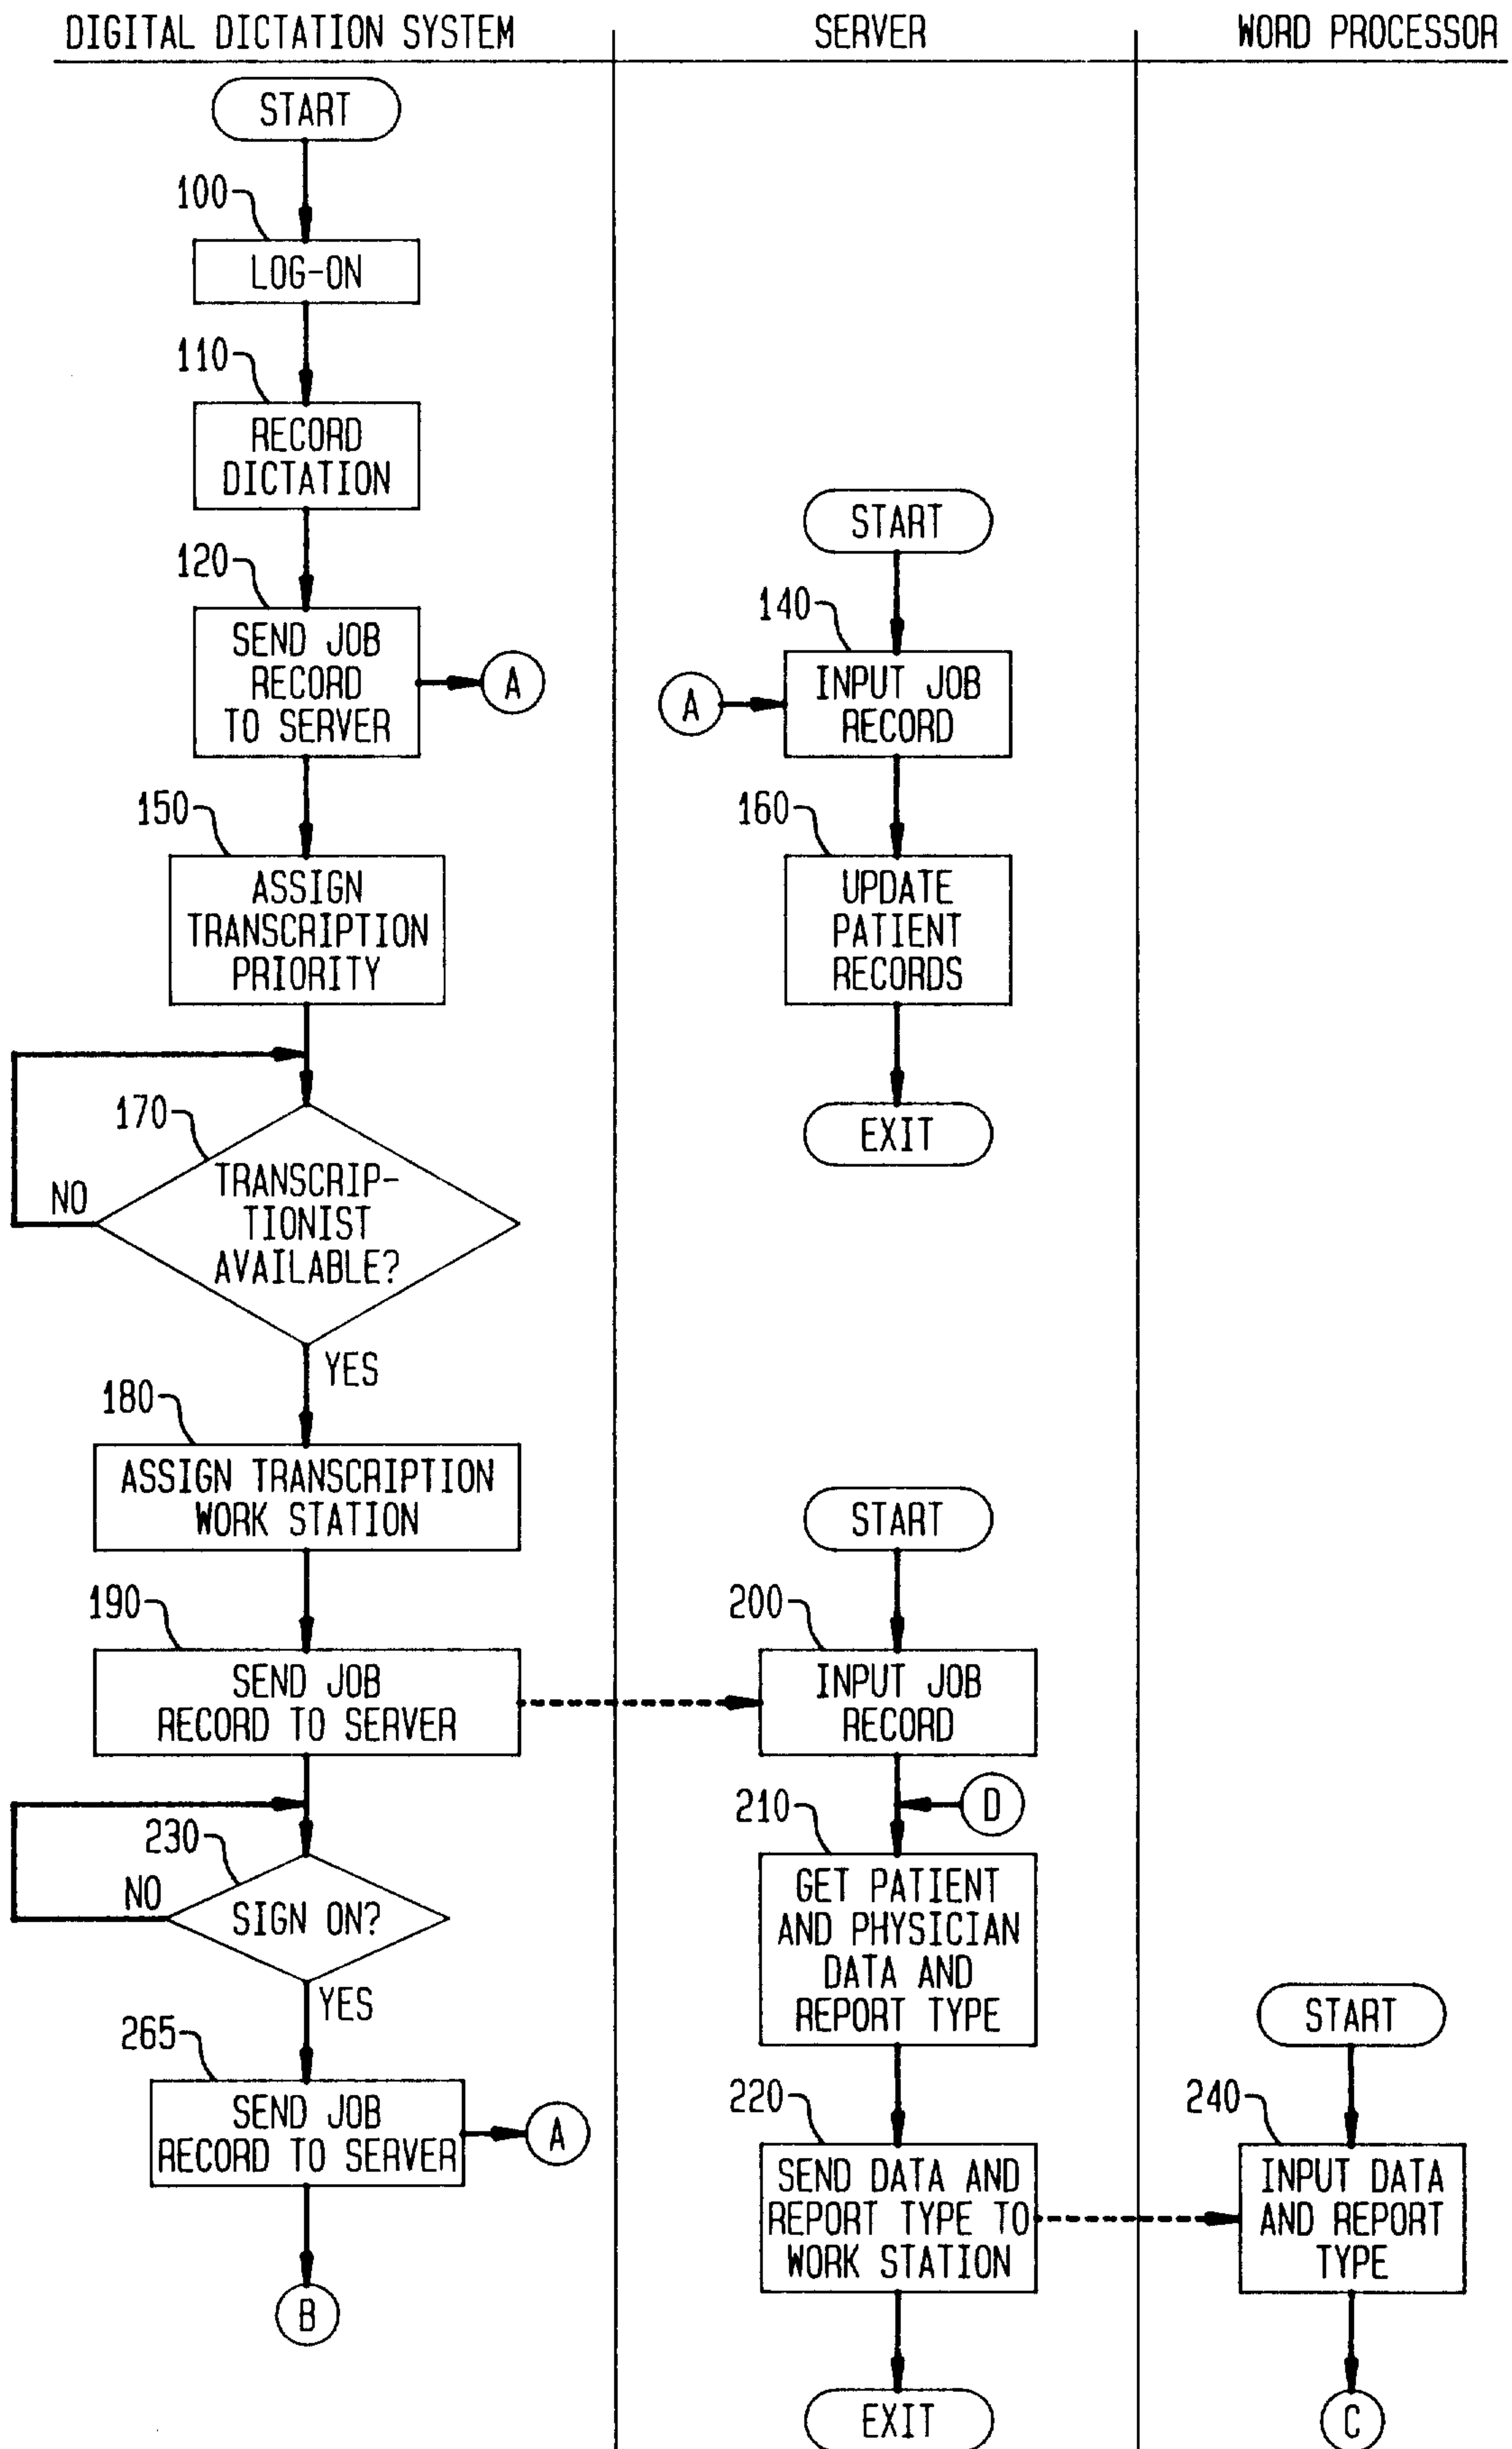 DIGITAL DICTATION SYSTEM
SERVER
WORD PROCESSOR
START
100
LOG-ON
110
RECORD
DICTATION
120
SEND JOB
RECORD
TO SERVER
A
150
ASSIGN
TRANSCRIPTION
PRIORITY
170
TRANSCRIP-
TIONIST
AVAILABLE?
NO
YES
180
ASSIGN TRANSCRIPTION
WORK STATION
190
SEND JOB
RECORD TO SERVER
230
SIGN ON?
NO
YES
265
SEND JOB
RECORD TO SERVER
A
B
START
140
A
INPUT JOB
RECORD
160
UPDATE
PATIENT
RECORDS
EXIT
START
200
INPUT JOB
RECORD
D
210
GET PATIENT
AND PHYSICIAN
DATA AND
REPORT TYPE
220
SEND DATA AND
REPORT TYPE TO
WORK STATION
EXIT
START
240
INPUT DATA
AND REPORT
TYPE
C